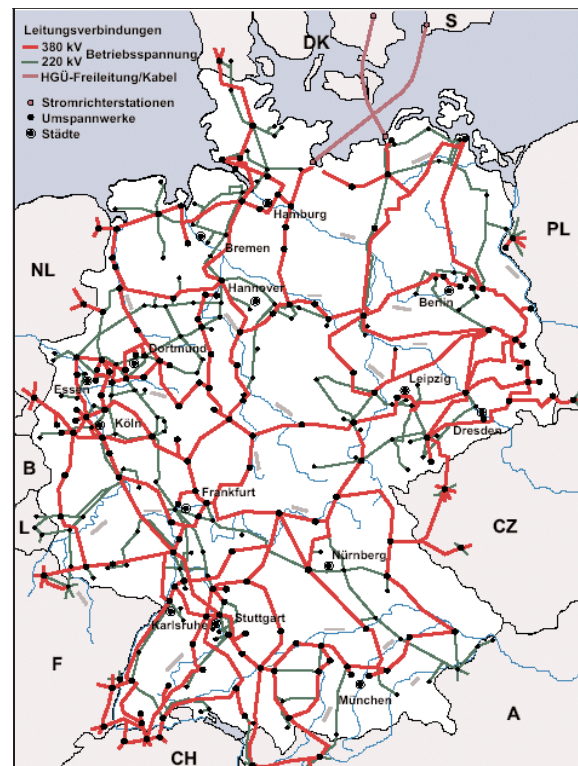 Leitungsverbindungen
380 kV
220 kV
Betriebsspannung
HGÜ-Freileitung/Kabel
Stromrichterstationen
Umspannwerke
Städte
DK
S
PL
NL
Hamburg
Bremen
Hannover
Berlin
Dortmund
Essen
Leipzig
Köln
Dresden
B
Frankfurt
L
CZ
Nürnberg
Karlsruhe
Stuttgart
F
München
A
CH